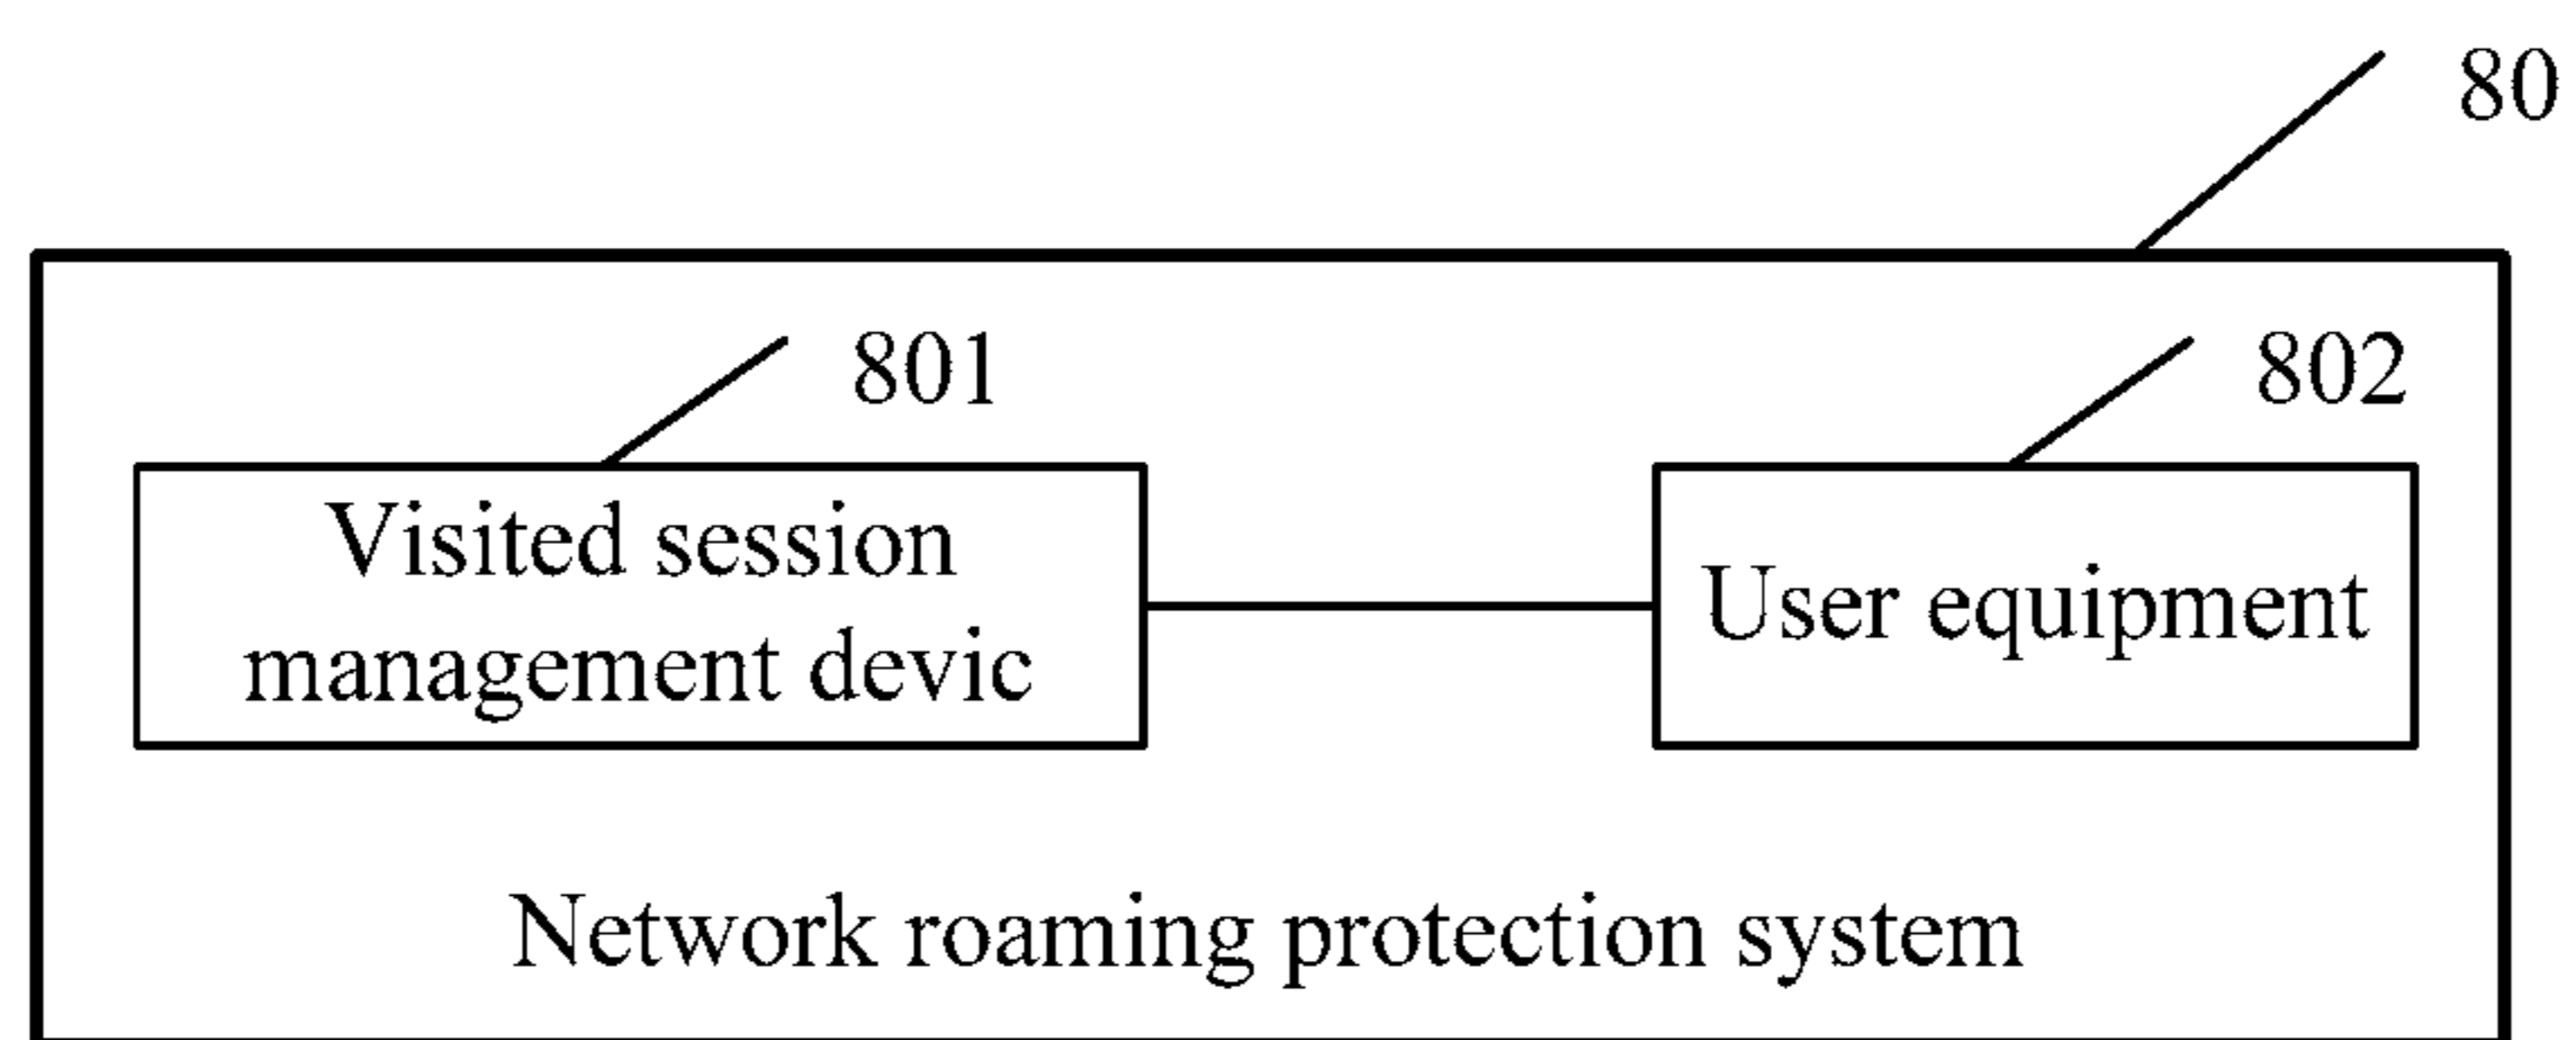 80
801
802
Visited session
management devic
User equipment
Network roaming protection system